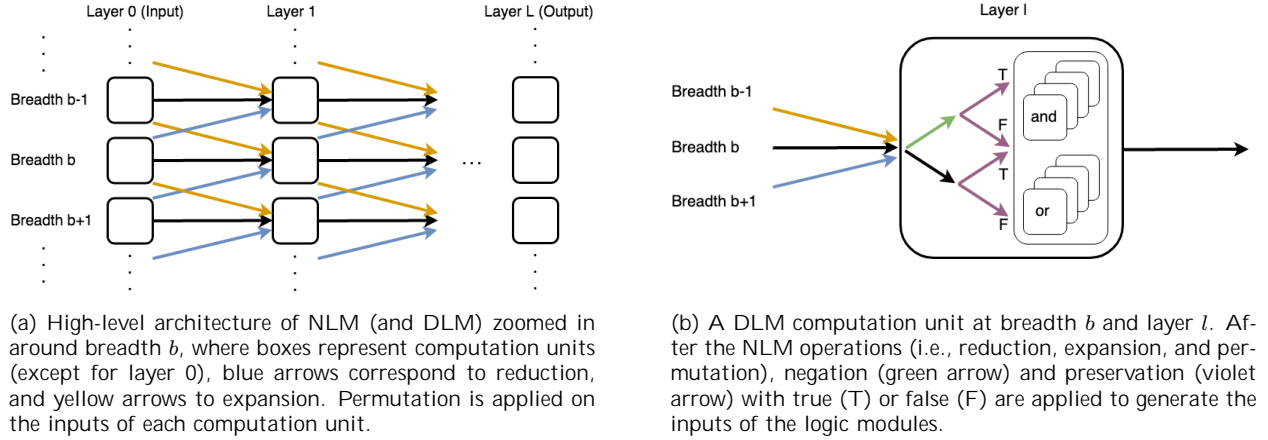 Layer 0 (Input)
Layer 1
Layer L (Output)
Breadth b-1
Breadth b
...
Breadth b+1
(a) High-level architecture of NLM (and DLM) zoomed in
around breadth b, where boxes represent computation units
(except for layer 0), blue arrows correspond to reduction,
and yellow arrows to expansion. Permutation is applied on
the inputs of each computation unit.
Layer l
Breadth b-1
Breadth b
Breadth b+1
T
F
T
F
and
or
(b) A DLM computation unit at breadth b and layer l. Af-
ter the NLM operations (i.e., reduction, expansion, and per-
mutation), negation (green arrow) and preservation (violet
arrow) with true (T) or false (F) are applied to generate the
inputs of the logic modules.